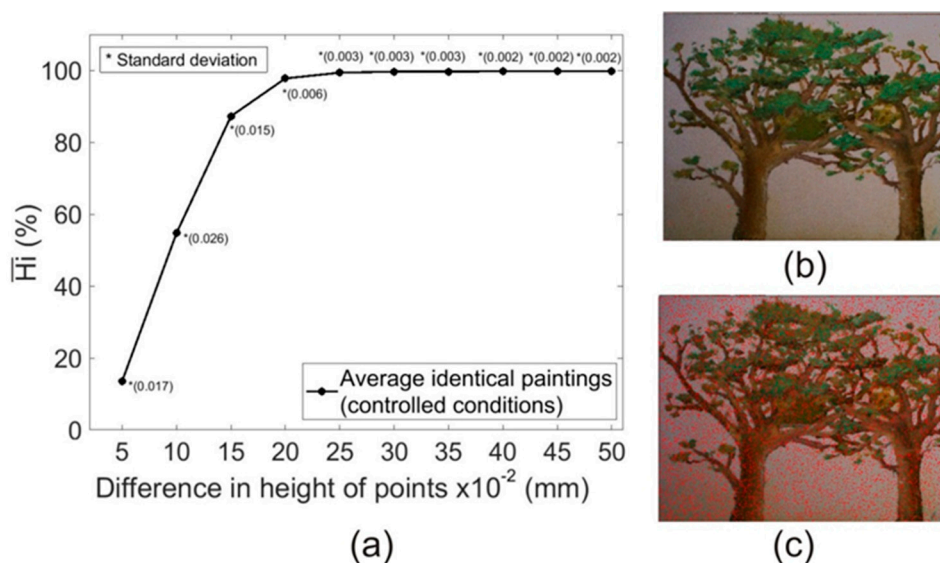 * Standard deviation
*(0.003) *(0.003) *(0.003) *(0.002) *(0.002) *(0.002)
*(0.006)
*(0.015)
*(0.026)
*(0.017)
100
80
60
40
20
0
H̅i (%)
Average identical paintings
(controlled conditions)
5 10 15 20 25 30 35 40 45 50
Difference in height of points x10⁻² (mm)
(a)
(b)
(c)